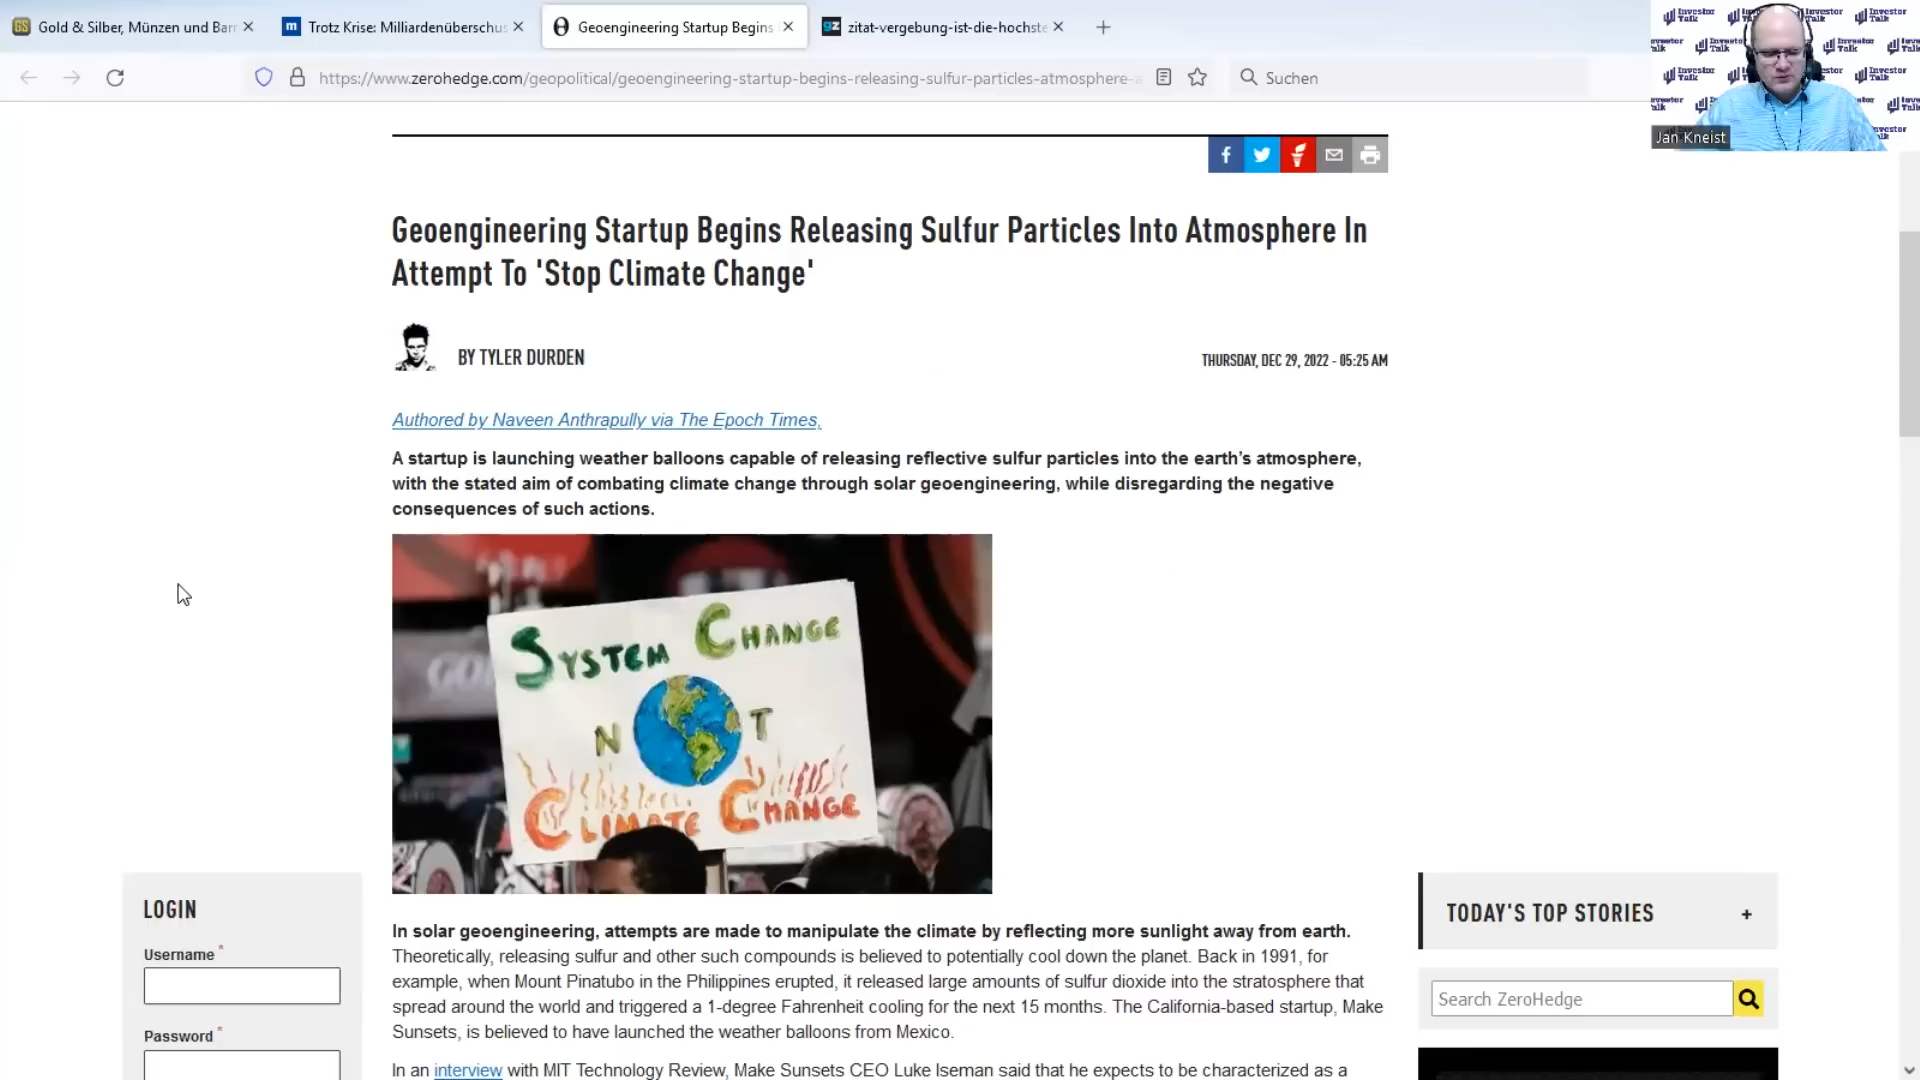 Gold & Silber, Münzen und Barr
Trotz Krise: Milliardenüberschus
Geoengineering Startup Begins
zitat-vergebung-ist-die-hochste
https://www.zerohedge.com/geopolitical/geoengineering-startup-begins-releasing-sulfur-particles-atmosphere-a
Suchen
Investor Talk
Jan Kneist
Geoengineering Startup Begins Releasing Sulfur Particles Into Atmosphere In
Attempt To 'Stop Climate Change'
BY TYLER DURDEN
THURSDAY, DEC 29, 2022 - 05:25 AM
Authored by Naveen Anthrapully via The Epoch Times,
A startup is launching weather balloons capable of releasing reflective sulfur particles into the earth's atmosphere,
with the stated aim of combating climate change through solar geoengineering, while disregarding the negative
consequences of such actions.
SYSTEM CHANGE
N T
CLIMATE CHANGE
In solar geoengineering, attempts are made to manipulate the climate by reflecting more sunlight away from earth.
Theoretically, releasing sulfur and other such compounds is believed to potentially cool down the planet. Back in 1991, for
example, when Mount Pinatubo in the Philippines erupted, it released large amounts of sulfur dioxide into the stratosphere that
spread around the world and triggered a 1-degree Fahrenheit cooling for the next 15 months. The California-based startup, Make
Sunsets, is believed to have launched the weather balloons from Mexico.
In an interview with MIT Technology Review, Make Sunsets CEO Luke Iseman said that he expects to be characterized as a
LOGIN
Username *
Password *
TODAY'S TOP STORIES +
Search ZeroHedge